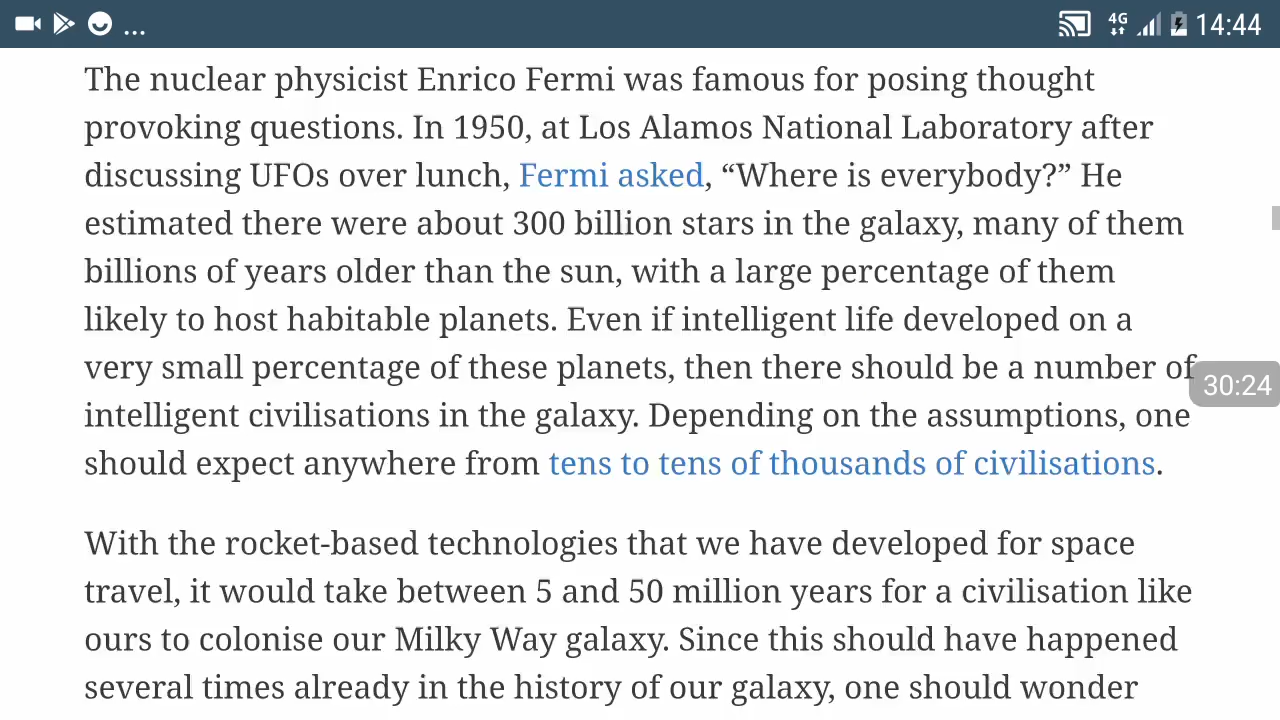 ... 4G 14:44
The nuclear physicist Enrico Fermi was famous for posing thought
provoking questions. In 1950, at Los Alamos National Laboratory after
discussing UFOs over lunch, Fermi asked, “Where is everybody?” He
estimated there were about 300 billion stars in the galaxy, many of them
billions of years older than the sun, with a large percentage of them
likely to host habitable planets. Even if intelligent life developed on a
very small percentage of these planets, then there should be a number of
30:24
intelligent civilisations in the galaxy. Depending on the assumptions, one
should expect anywhere from tens to tens of thousands of civilisations.
With the rocket-based technologies that we have developed for space
travel, it would take between 5 and 50 million years for a civilisation like
ours to colonise our Milky Way galaxy. Since this should have happened
several times already in the history of our galaxy, one should wonder